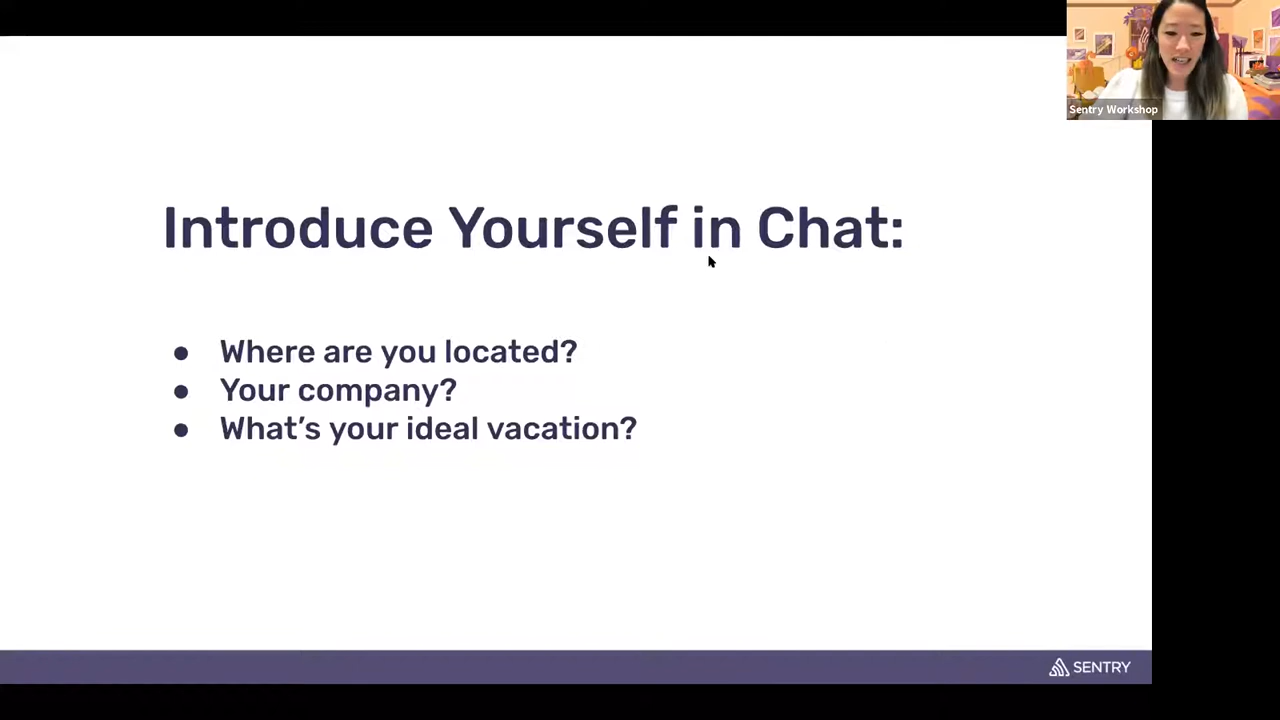 Sentry Workshop
Introduce Yourself in Chat:
● Where are you located?
● Your company?
● What’s your ideal vacation?
SENTRY